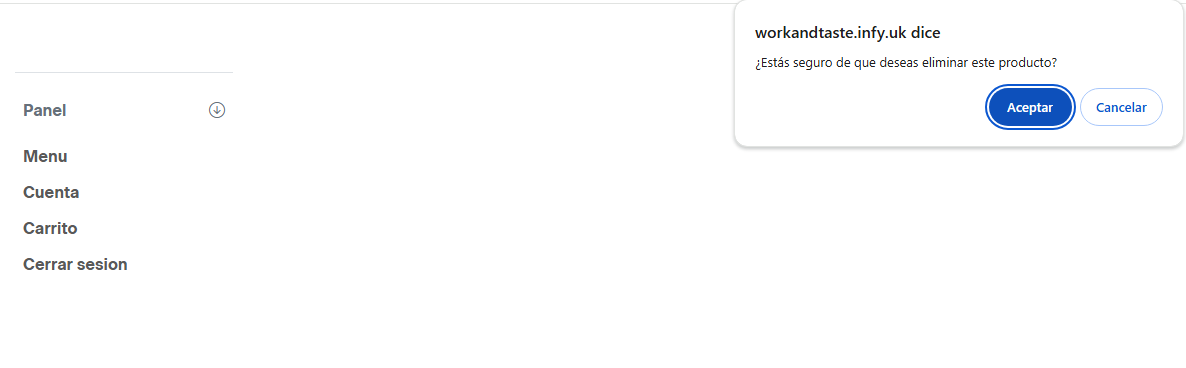 workandtaste.infy.uk dice
¿Estás seguro de que deseas eliminar este producto?
Aceptar
Cancelar
Panel
Menu
Cuenta
Carrito
Cerrar sesion